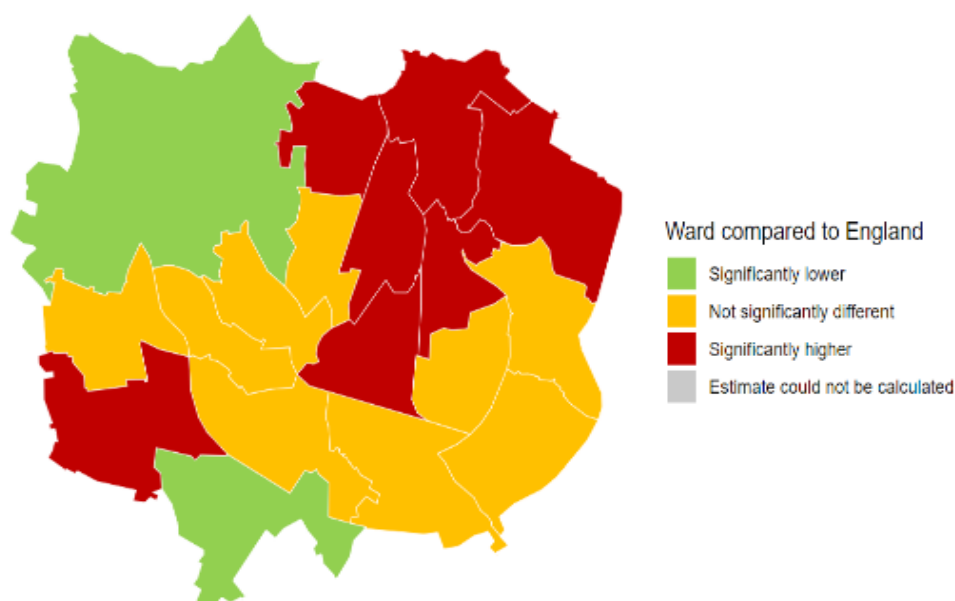 Ward compared to England
Significantly lower
Not significantly different
Significantly higher
Estimate could not be calculated